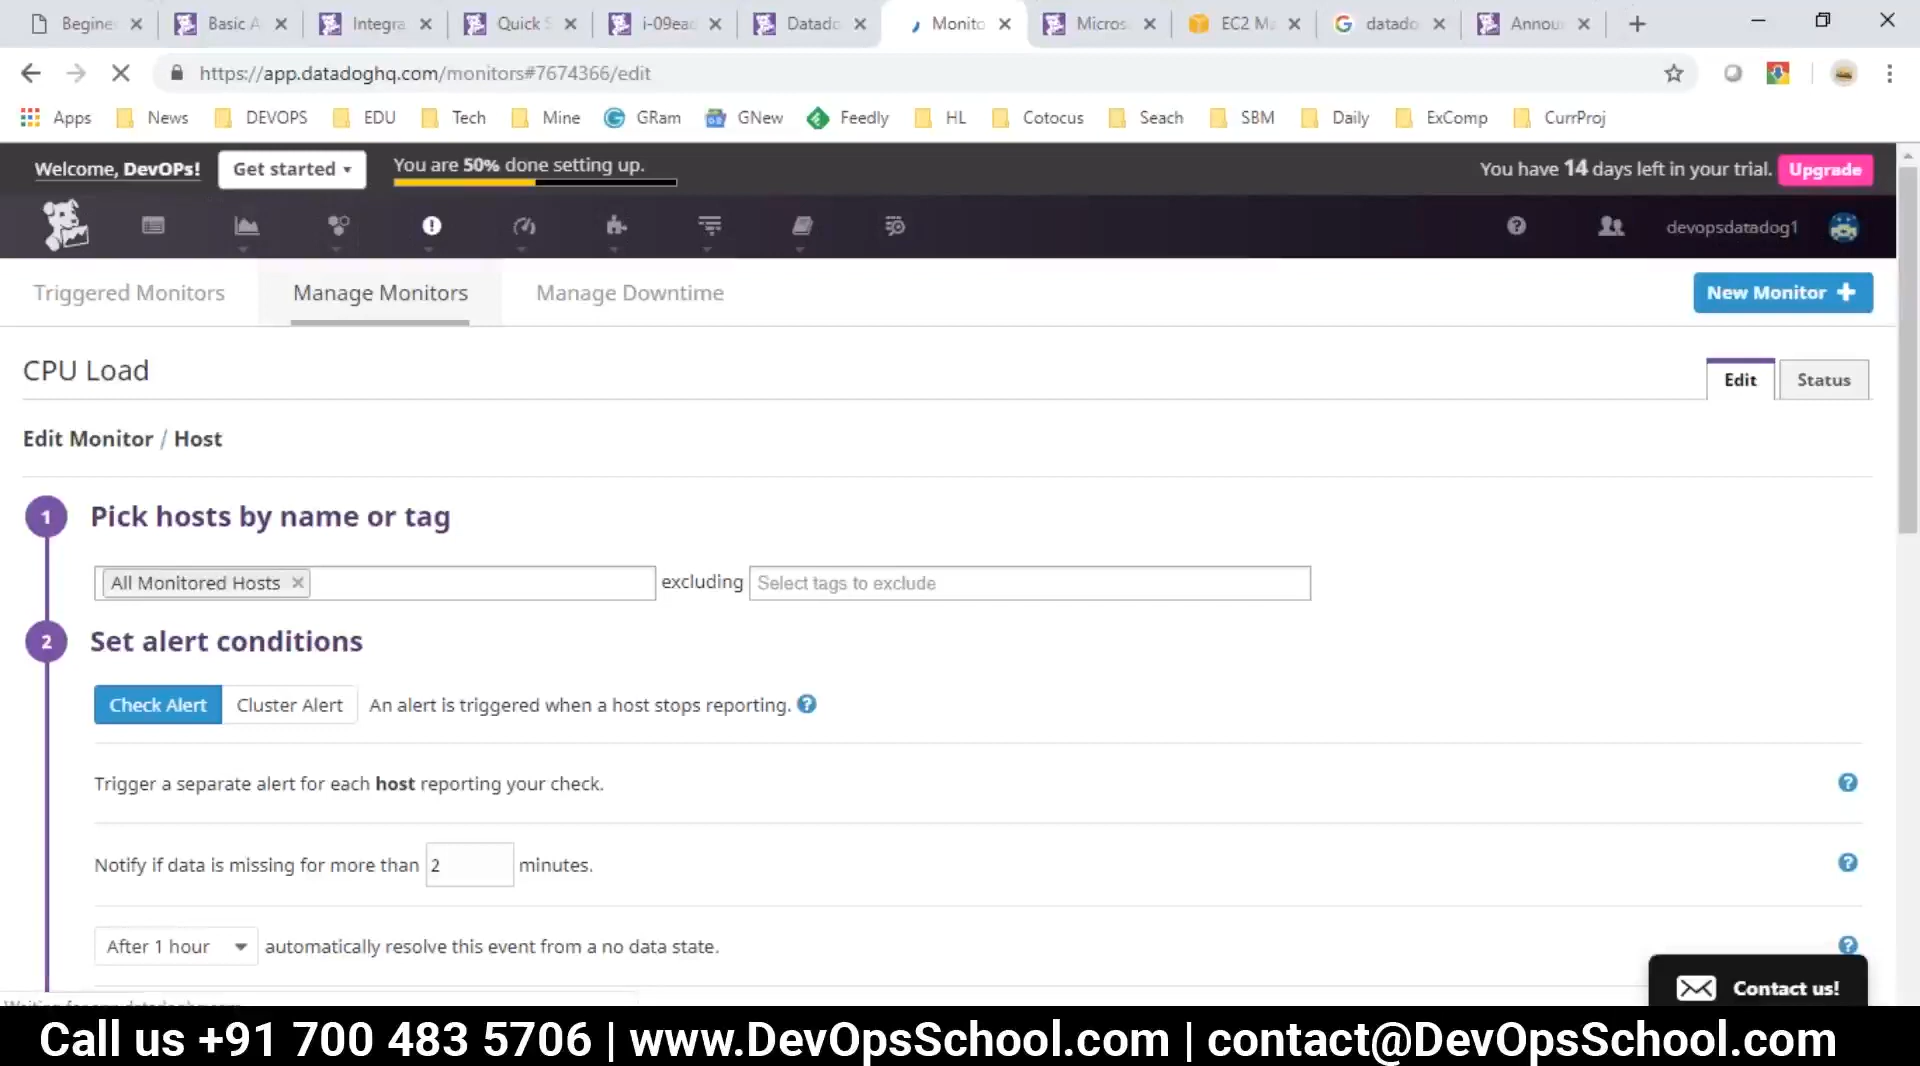 Begine
Basic A
Integra
Quick S
i-09eac
Datado
Monito
Micros
EC2 Ma
datado
Annou
https://app.datadoghq.com/monitors#7674366/edit
Apps News DEVOPS EDU Tech Mine GRam GNew Feedly HL Cotocus Seach SBM Daily ExComp CurrProj
Welcome, DevOPs! Get started You are 50% done setting up. You have 14 days left in your trial. Upgrade
devopsdatadog1
Triggered Monitors Manage Monitors Manage Downtime New Monitor +
CPU Load Edit Status
Edit Monitor / Host
1 Pick hosts by name or tag
All Monitored Hosts × excluding Select tags to exclude
2 Set alert conditions
Check Alert Cluster Alert An alert is triggered when a host stops reporting. ?
Trigger a separate alert for each host reporting your check. ?
Notify if data is missing for more than 2 minutes. ?
After 1 hour automatically resolve this event from a no data state. ?
Contact us!
Call us +91 700 483 5706 | www.DevOpsSchool.com | contact@DevOpsSchool.com